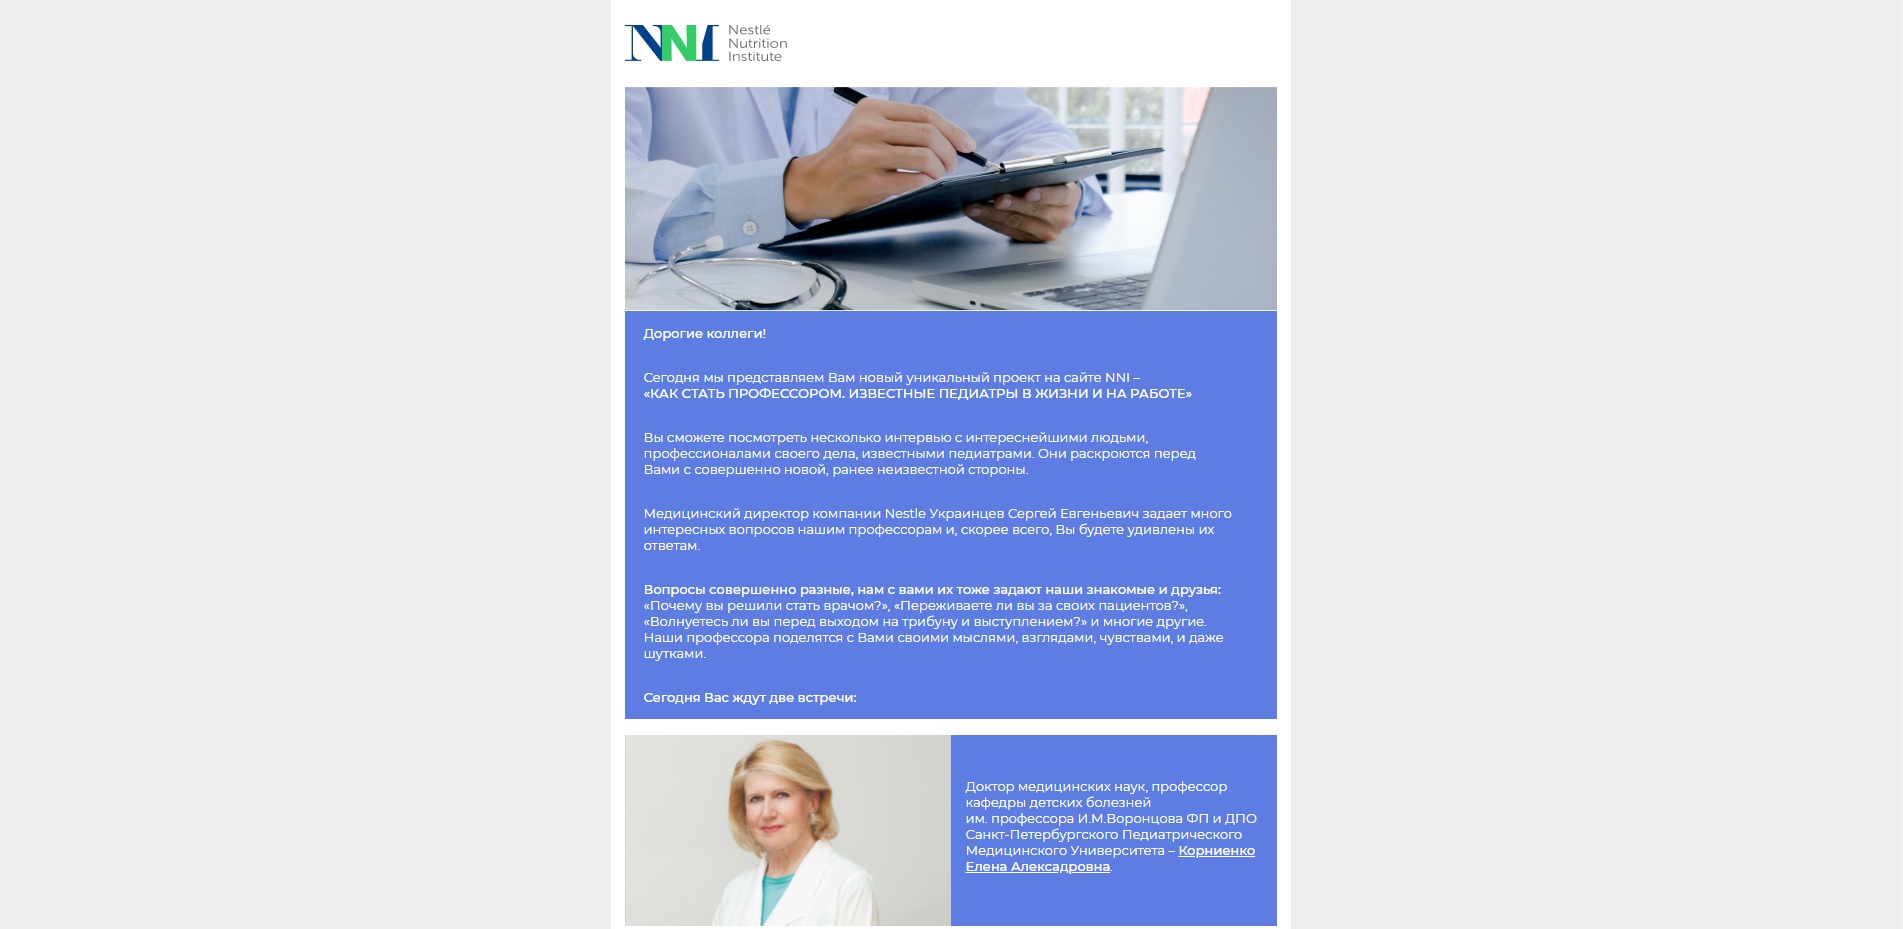 NNI Nestlé
Nutrition
Institute
Дорогие коллеги!
Сегодня мы представляем Вам новый уникальный проект на сайте NNI –
«КАК СТАТЬ ПРОФЕССОРОМ. ИЗВЕСТНЫЕ ПЕДИАТРЫ В ЖИЗНИ И НА РАБОТЕ»
Вы сможете посмотреть несколько интервью с интереснейшими людьми,
профессионалами своего дела, известными педиатрами. Они раскроются перед
Вами с совершенно новой, ранее неизвестной стороны.
Медицинский директор компании Nestle Украинцев Сергей Евгеньевич задает много
интересных вопросов нашим профессорам и, скорее всего, Вы будете удивлены их
ответам.
Вопросы совершенно разные, нам с вами их тоже задают наши знакомые и друзья:
«Почему вы решили стать врачом?», «Переживаете ли вы за своих пациентов?»,
«Волнуетесь ли вы перед выходом на трибуну и выступлением?» и многие другие.
Наши профессора поделятся с Вами своими мыслями, взглядами, чувствами, и даже
шутками.
Сегодня Вас ждут две встречи:
Доктор медицинских наук, профессор
кафедры детских болезней
им. профессора И.М.Воронцова ФП и ДПО
Санкт-Петербургского Педиатрического
Медицинского Университета – Корниенко
Елена Алексадровна.